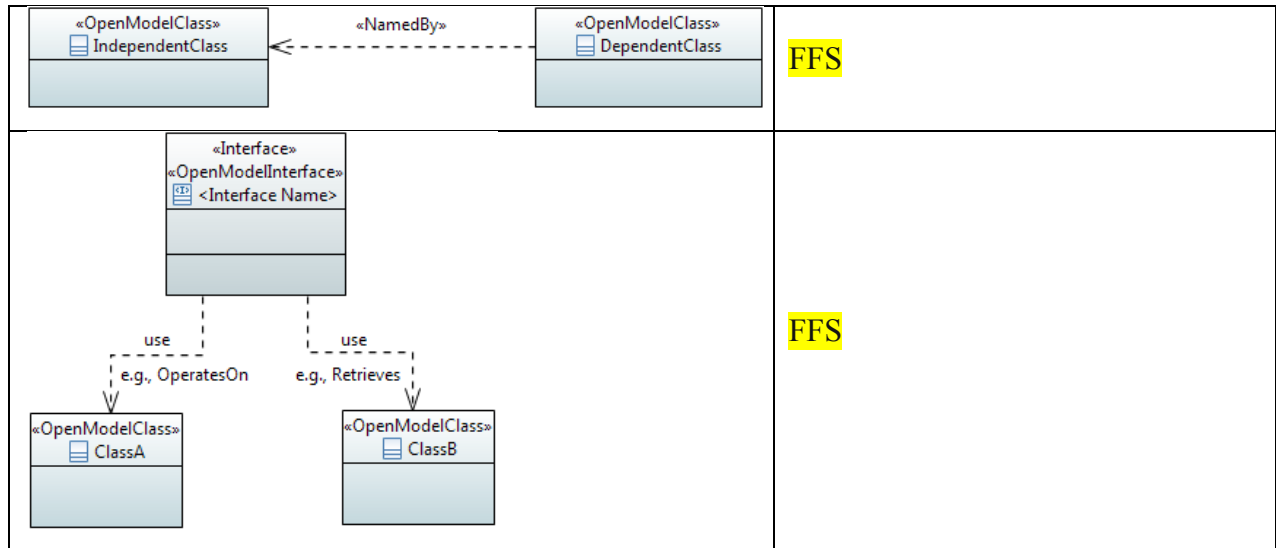 «OpenModelClass»
IndependentClass
«NamedBy»
«OpenModelClass»
DependentClass
FFS
«Interface»
«OpenModelInterface»
<I>
<Interface Name>
use
use
e.g., OperatesOn
e.g., Retrieves
«OpenModelClass»
ClassA
«OpenModelClass»
ClassB
FFS